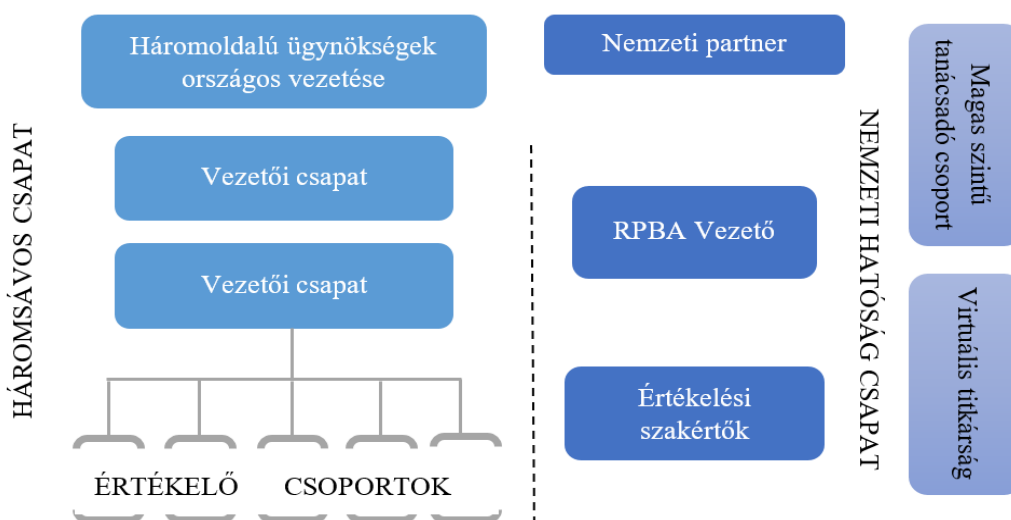 HÁROMSÁVOS CSAPAT
Háromoldalú ügynökségek
országos vezetése
Vezetői csapat
Vezetői csapat
ÉRTÉKELŐ CSOPORTOK
Nemzeti partner
RPBA Vezető
Értékelési
szakértők
NEMZETI HATÓSÁG CSAPAT
Magas szintű
tanácsadó csoport
Virtuális titkárság